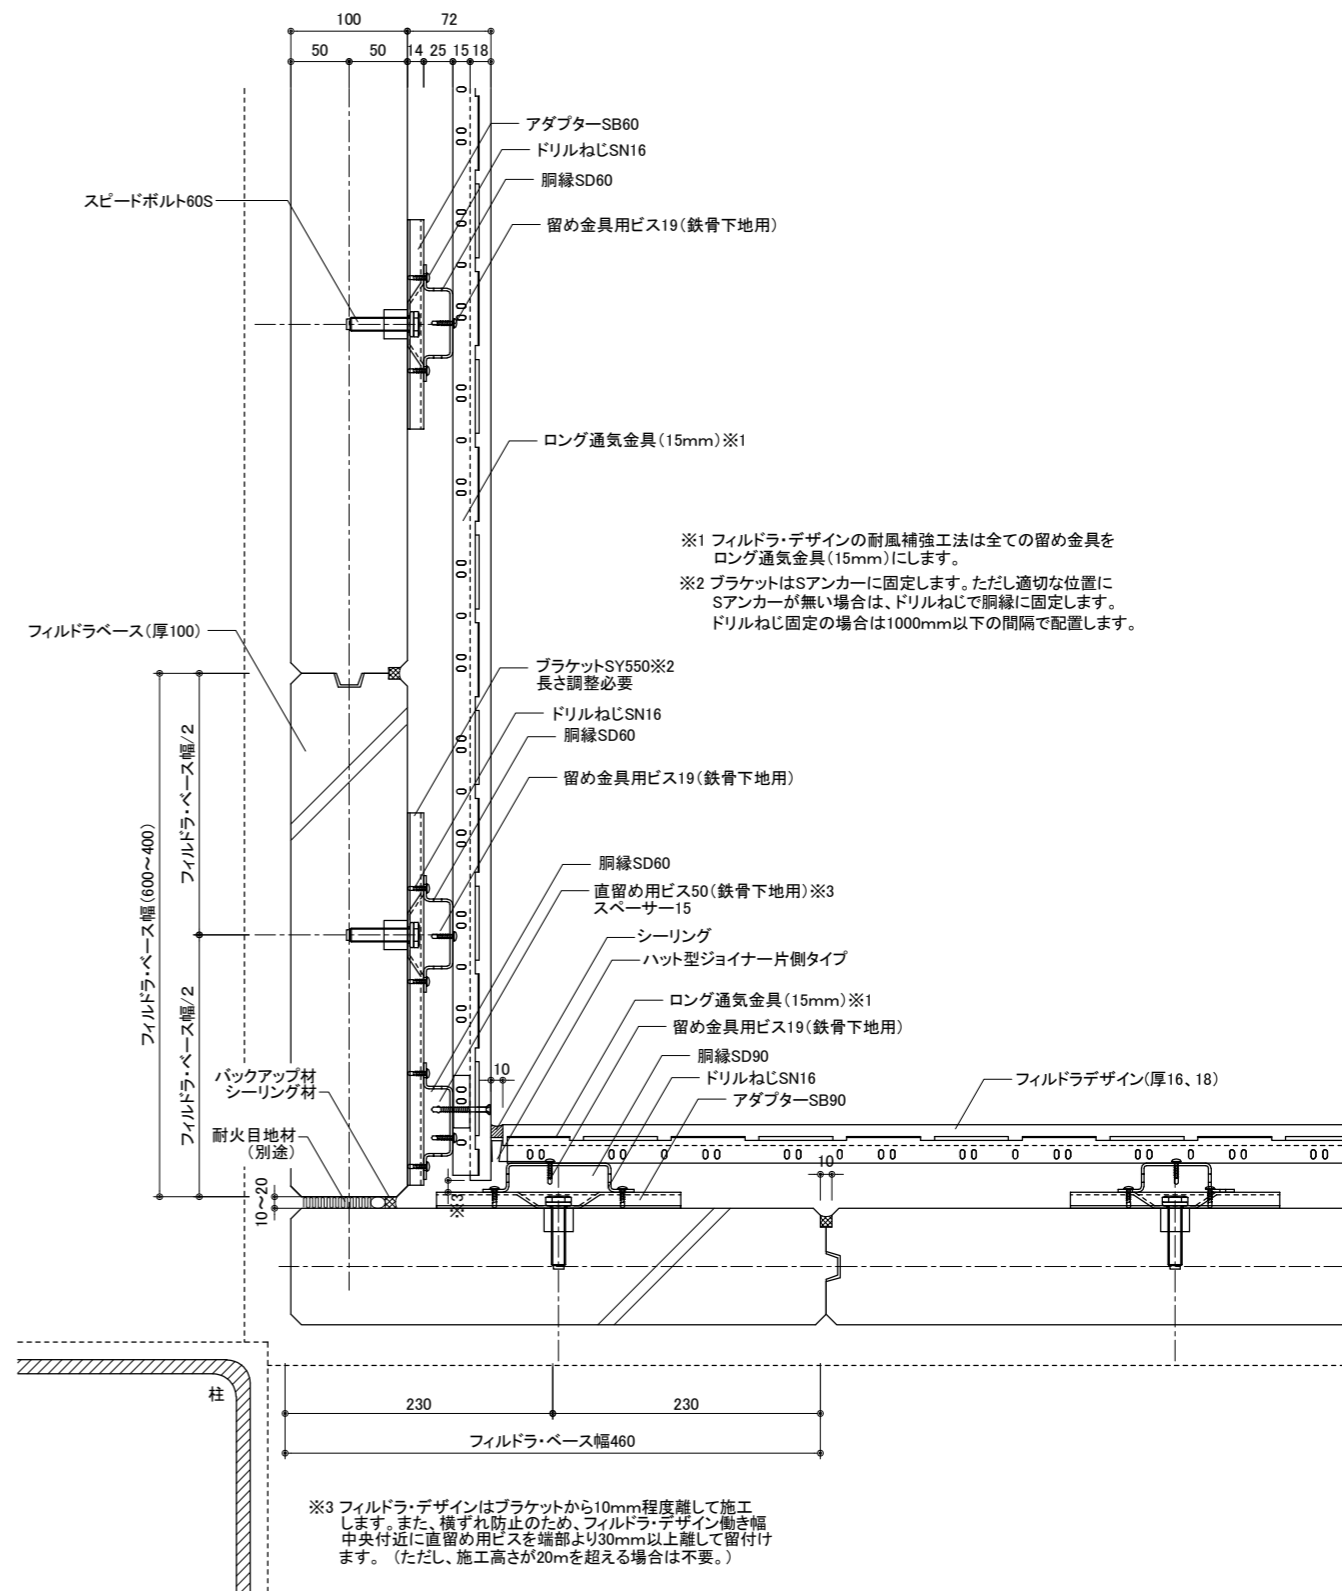 100
72
50
50
14
25
15
18
アダプターSB60
ドリルねじSN16
胴縁SD60
スピードボルト60S
留め金具用ビス19(鉄骨下地用)
ロング通気金具(15mm)※1
※1 フィルドラ・デザインの耐風補強工法は全ての留め金具を
ロング通気金具(15mm)にします。
※2 ブラケットはSアンカーに固定します。ただし適切な位置に
Sアンカーが無い場合は、ドリルねじで胴縁に固定します。
ドリルねじ固定の場合は1000mm以下の間隔で配置します。
フィルドラベース(厚100)
ブラケットSY550※2
長さ調整必要
ドリルねじSN16
胴縁SD60
留め金具用ビス19(鉄骨下地用)
フィルドラ・ベース幅/2
フィルドラ・ベース幅(600~400)
フィルドラ・ベース幅/2
胴縁SD60
直留め用ビス50(鉄骨下地用)※3
スペーサー15
シーリング
ハット型ジョイナー片側タイプ
ロング通気金具(15mm)※1
留め金具用ビス19(鉄骨下地用)
胴縁SD90
ドリルねじSN16
アダプターSB90
フィルドラデザイン(厚16、18)
10
バックアップ材
シーリング材
耐火目地材
(別途)
10~20
※3
10
柱
230
230
フィルドラ・ベース幅460
※3 フィルドラ・デザインはブラケットから10mm程度離して施工
します。また、横ずれ防止のため、フィルドラ・デザイン働き幅
中央付近に直留め用ビスを端部より30mm以上離して留付け
ます。(ただし、施工高さが20mを超える場合は不要。)